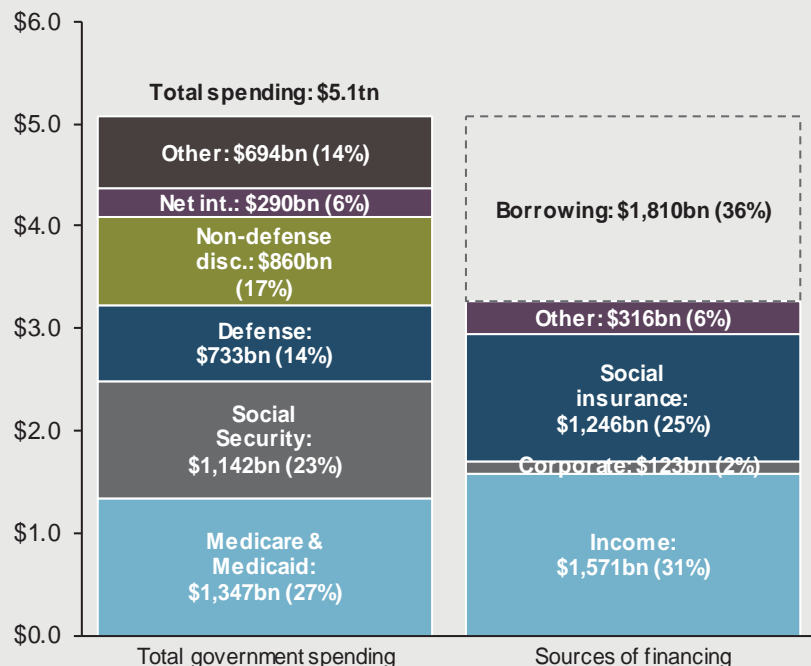 $6.0
$5.0
$4.0
$3.0
$2.0
$1.0
$0.0
Total spending: $5.1tn
Other: $694bn (14%)
Net int.: $290bn (6%)
Non-defense
disc.: $860bn
(17%)
Defense:
$733bn (14%)
Social
Security:
$1,142bn (23%)
Medicare &
Medicaid:
$1,347bn (27%)
Total government spending
Borrowing: $1,810bn (36%)
Other: $316bn (6%)
Social
insurance:
$1,246bn (25%)
Corporate: $123bn (2%)
Income:
$1,571bn (31%)
Sources of financing